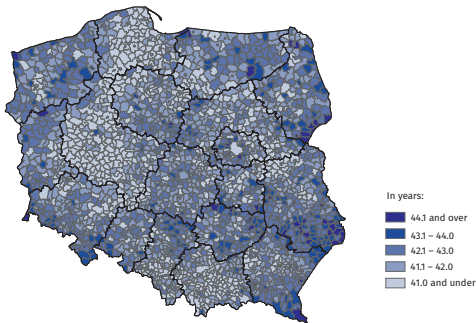 In years:
44.1 and over
43.1 – 44.0
42.1 – 43.0
41.1 – 42.0
41.0 and under